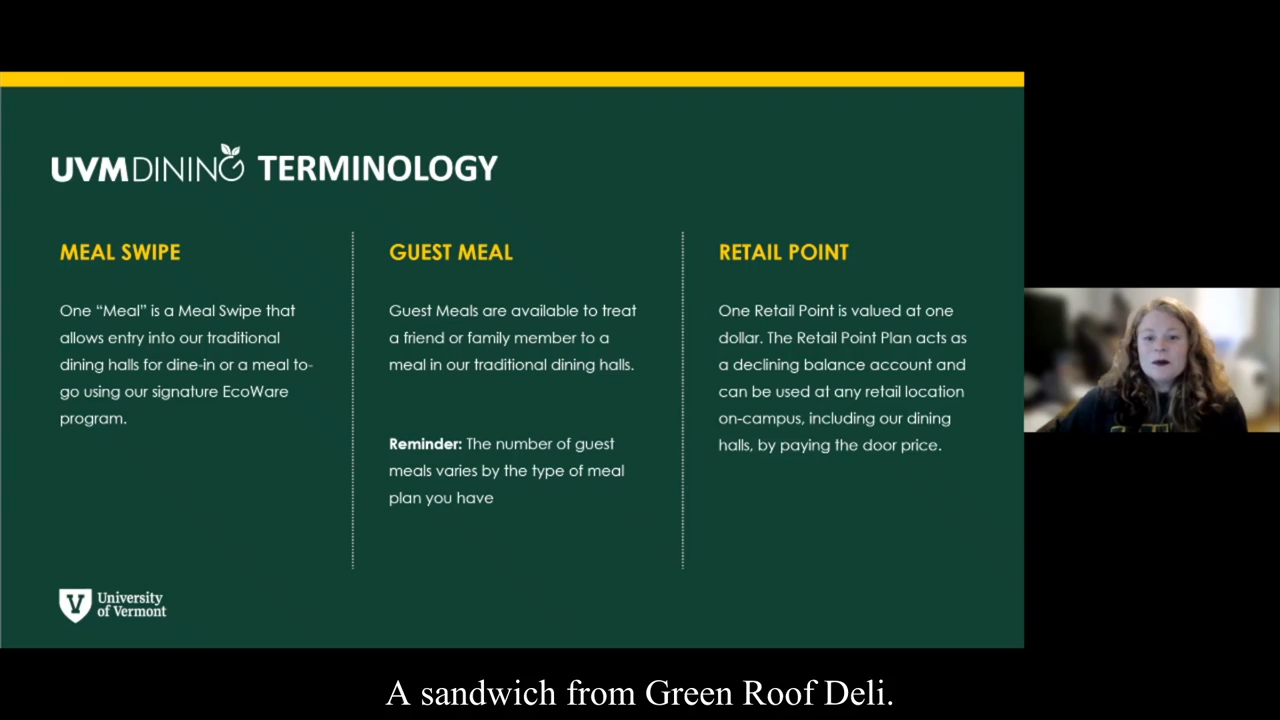 UVMDINING TERMINOLOGY
MEAL SWIPE
One “Meal” is a Meal Swipe that
allows entry into our traditional
dining halls for dine-in or a meal to-
go using our signature EcoWare
program.
GUEST MEAL
Guest Meals are available to treat
a friend or family member to a
meal in our traditional dining halls.
Reminder: The number of guest
meals varies by the type of meal
plan you have
RETAIL POINT
One Retail Point is valued at one
dollar. The Retail Point Plan acts as
a declining balance account and
can be used at any retail location
on-campus, including our dining
halls, by paying the door price.
V University
of Vermont
A sandwich from Green Roof Deli.